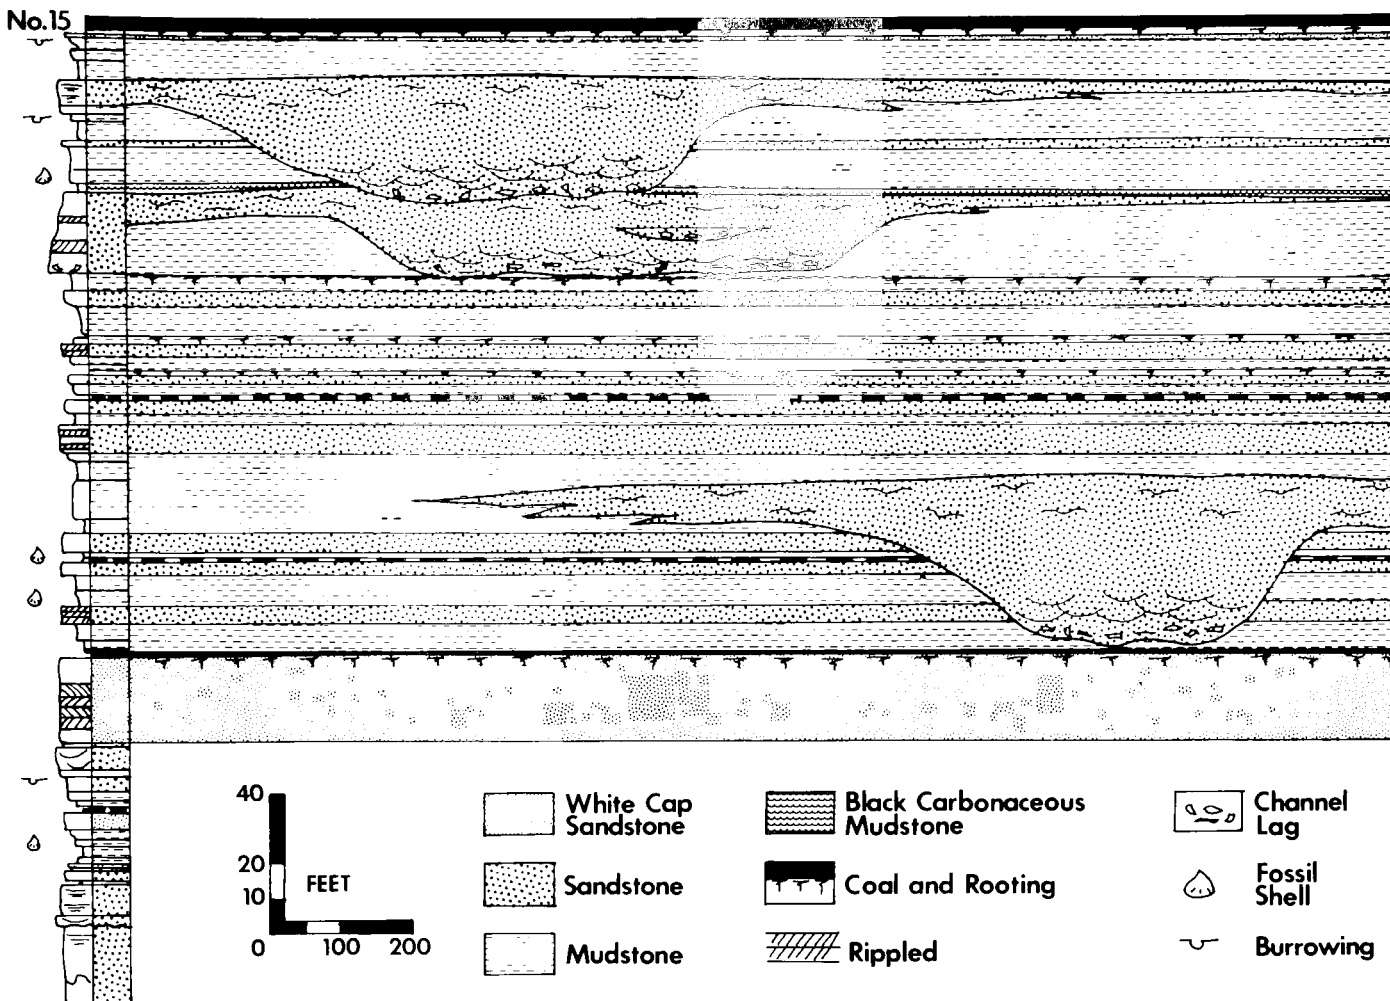 No.15
40
20
10
0
FEET
100
200
White Cap
Sandstone
Sandstone
Mudstone
Black Carbonaceous
Mudstone
Coal and Rooting
Rippled
Channel
Lag
Fossil
Shell
Burrowing